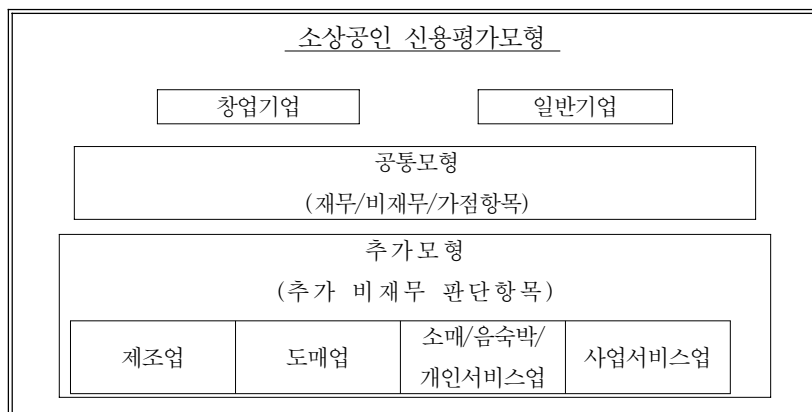 소상공인 신용평가모형
창업기업
일반기업
공통모형
(재무/비재무/가점항목)
추가모형
(추가 비재무 판단항목)
제조업
도매업
소매/음숙박/
개인서비스업
사업서비스업